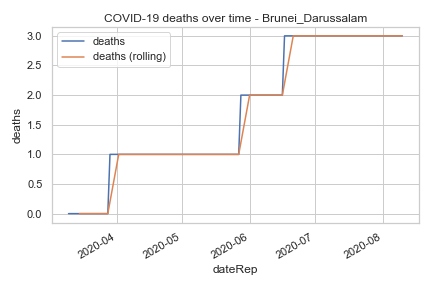 COVID-19 deaths over time - Brunei_Darussalam
deaths
deaths (rolling)
3.0
2.5
2.0
1.5
1.0
0.5
0.0
deaths
2020-04
2020-05
2020-06
2020-07
2020-08
dateRep